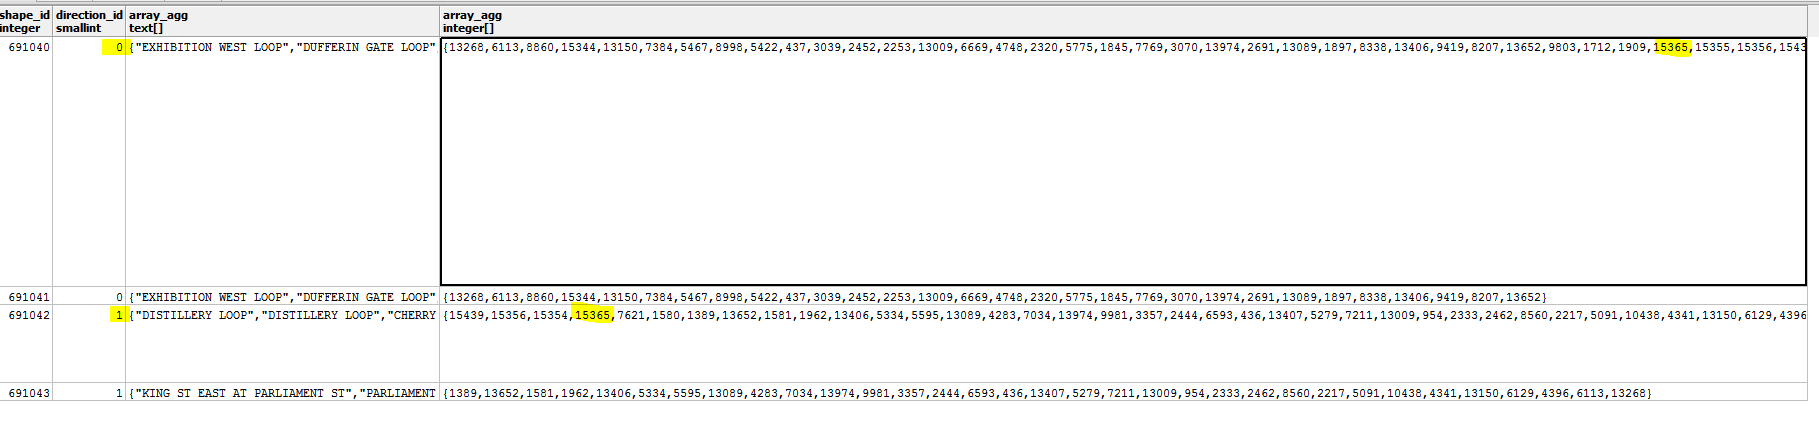 shape_id direction_id array_agg array_agg
integer smallint text[] integer[]
691040 0 {"EXHIBITION WEST LOOP","DUFFERIN GATE LOOP", {13268,6113,8860,15344,13150,7384,5467,8998,5422,437,3039,2452,2253,13009,6669,4748,2320,5775,1845,7769,3070,13974,2691,13089,1897,8338,13406,9419,8207,13652,9803,1712,1909,15365,15355,15356,1543
691041 0 {"EXHIBITION WEST LOOP","DUFFERIN GATE LOOP" {13268,6113,8860,15344,13150,7384,5467,8998,5422,437,3039,2452,2253,13009,6669,4748,2320,5775,1845,7769,3070,13974,2691,13089,1897,8338,13406,9419,8207,13652}
691042 1 {"DISTILLERY LOOP","DISTILLERY LOOP","CHERRY {15439,15356,15354,15365,7621,1580,1389,13652,1581,1962,13406,5334,5595,13089,4283,7034,13974,9981,3357,2444,6593,436,13407,5279,7211,13009,954,2333,2462,8560,2217,5091,10438,4341,13150,6129,4396
691043 1 {"KING ST EAST AT PARLIAMENT ST","PARLIAMENT {1389,13652,1581,1962,13406,5334,5595,13089,4283,7034,13974,9981,3357,2444,6593,436,13407,5279,7211,13009,954,2333,2462,8560,2217,5091,10438,4341,13150,6129,4396,6113,13268}